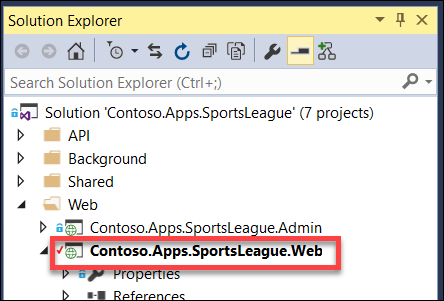 Solution Explorer
Search Solution Explorer (Ctrl+;)
Solution 'Contoso.Apps.SportsLeague' (7 projects)
API
Background
Shared
Web
Contoso.Apps.SportsLeague.Admin
Contoso.Apps.SportsLeague.Web
Properties
References